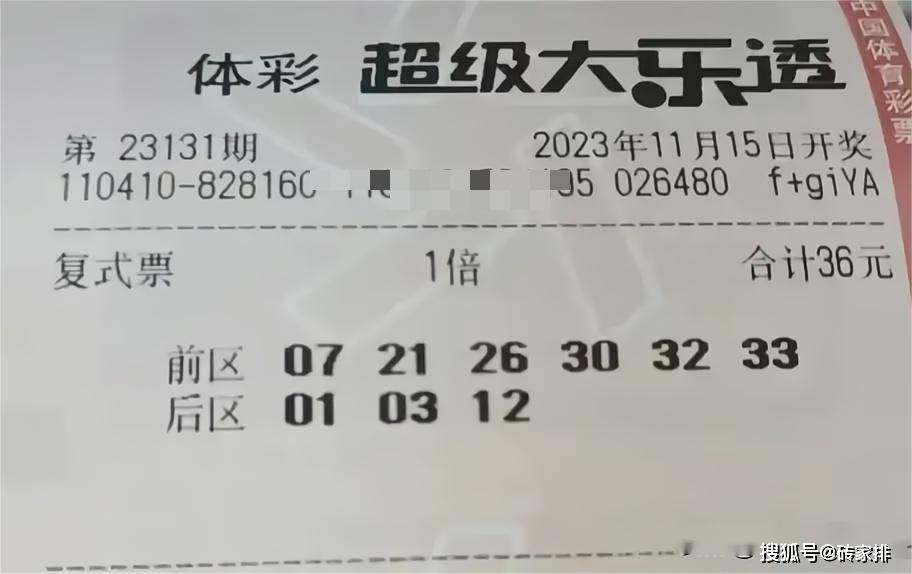 中国体育彩票
体彩 超级大乐透
第 23131期 2023年11月15日开奖
110410-828160 026480 f+giYA
复式票 1倍 合计36元
前区 07 21 26 30 32 33
后区 01 03 12
搜狐号@砖家排